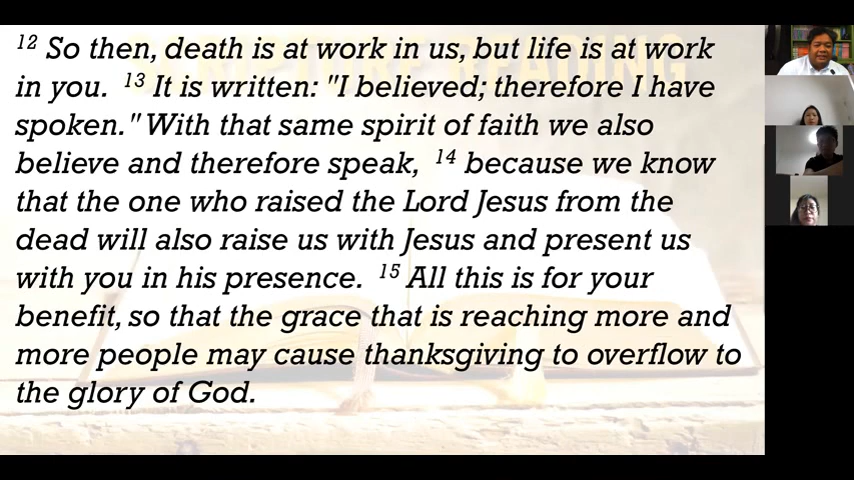 12 So then, death is at work in us, but life is at work
in you. 13 It is written: "I believed; therefore I have
spoken." With that same spirit of faith we also
believe and therefore speak, 14 because we know
that the one who raised the Lord Jesus from the
dead will also raise us with Jesus and present us
with you in his presence. 15 All this is for your
benefit, so that the grace that is reaching more and
more people may cause thanksgiving to overflow to
the glory of God.